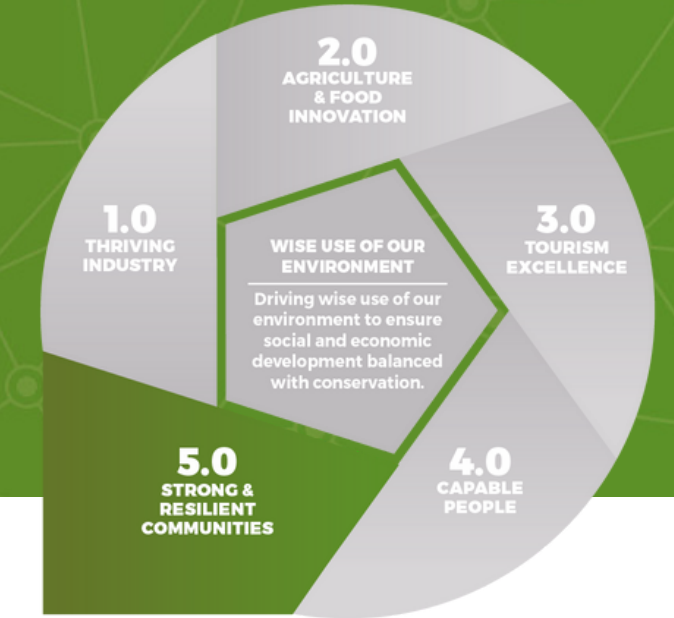 2.0
AGRICULTURE
& FOOD
INNOVATION
1.0
THRIVING
INDUSTRY
3.0
TOURISM
EXCELLENCE
WISE USE OF OUR
ENVIRONMENT
Driving wise use of our
environment to ensure
social and economic
development balanced
with conservation.
5.0
STRONG &
RESILIENT
COMMUNITIES
4.0
CAPABLE
PEOPLE